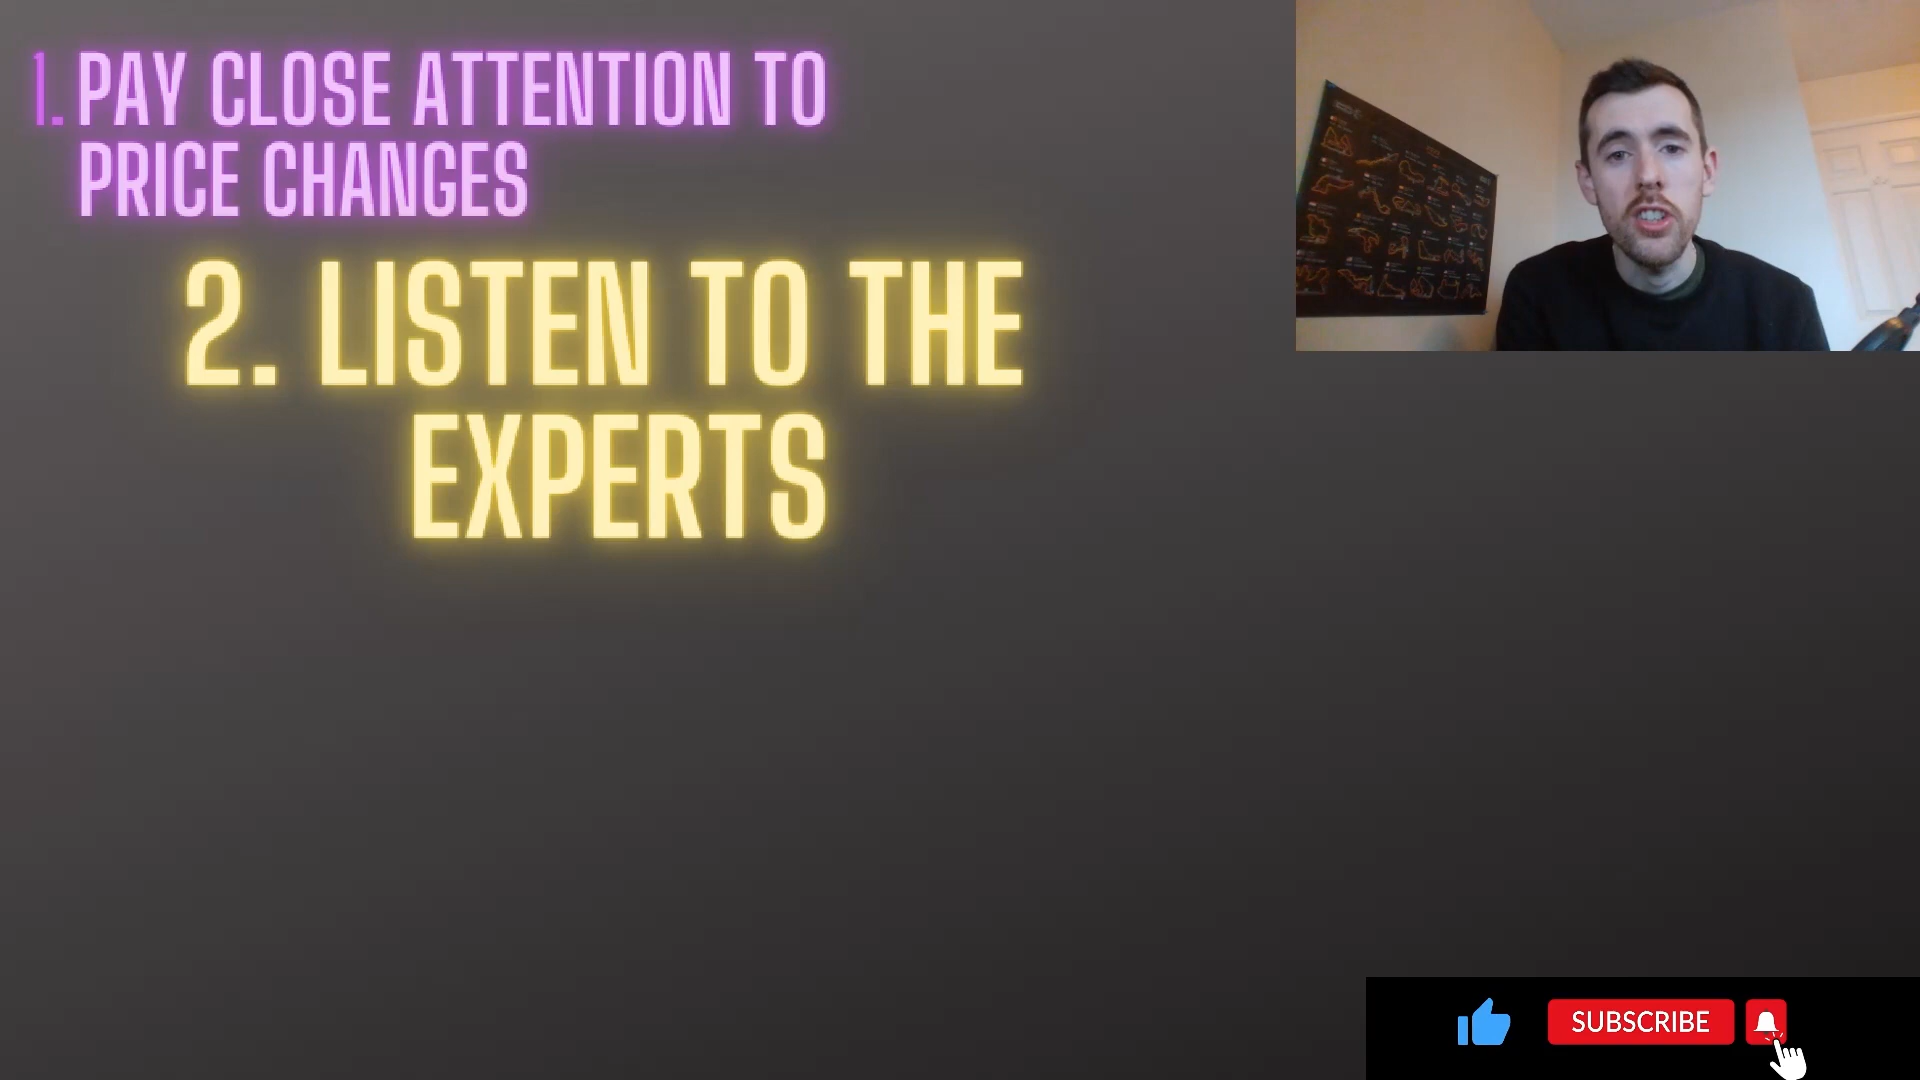 1. PAY CLOSE ATTENTION TO
PRICE CHANGES
2. LISTEN TO THE
EXPERTS
SUBSCRIBE